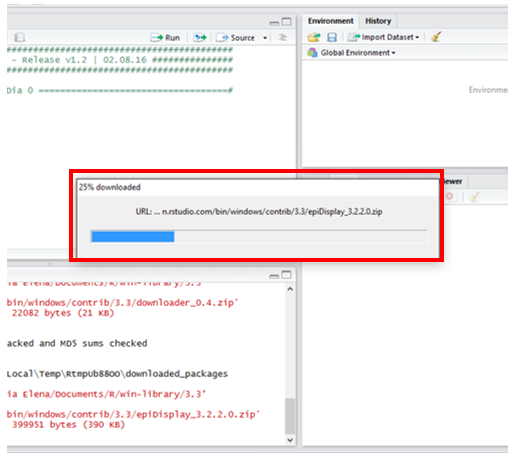 Run
Source
###########################################
- Release v1.2 | 02.08.16 ###############
###########################################
Dia 0 ===================================#
Environment History
Import Dataset
Global Environment
Environme
25% downloaded
URL: ... n.rstudio.com/bin/windows/contrib/3.3/epiDisplay_3.2.2.0.zip
ewer
ia Elena/Documents/R/win-library/3.3'
bin/windows/contrib/3.3/downloader_0.4.zip'
22082 bytes (21 KB)
acked and MD5 sums checked
Local\Temp\RtmpUb8800\downloaded_packages
ia Elena/Documents/R/win-library/3.3'
bin/windows/contrib/3.3/epiDisplay_3.2.2.0.zip'
399951 bytes (390 KB)